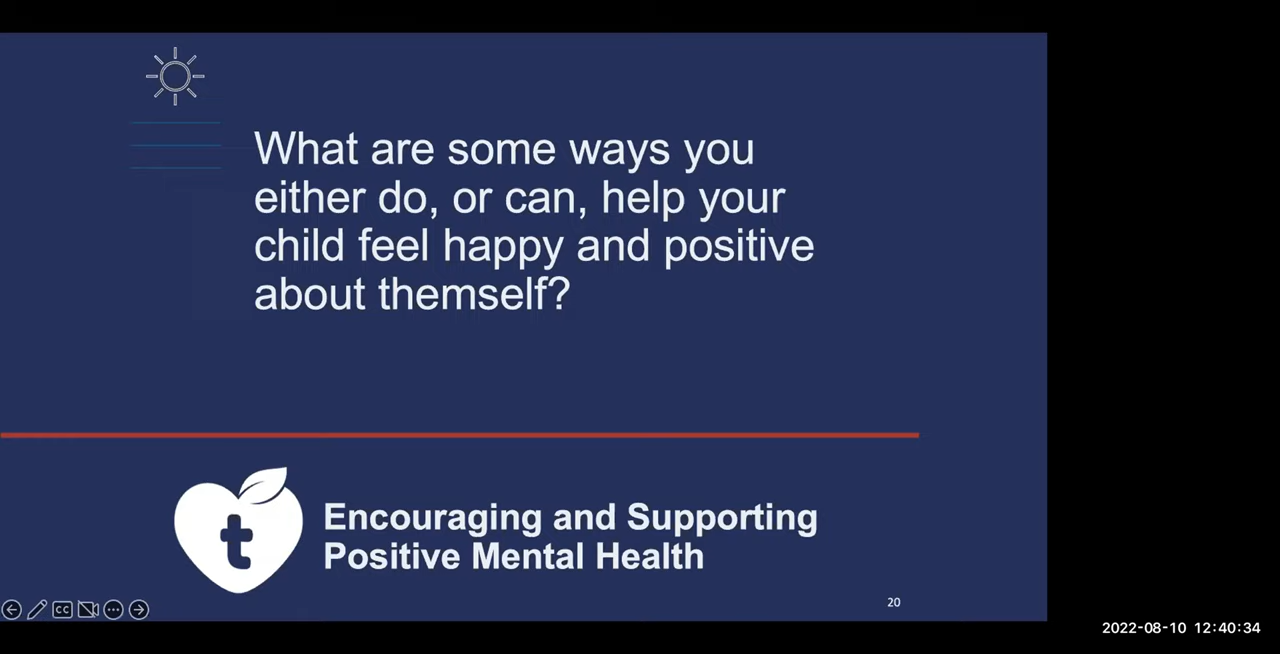 What are some ways you
either do, or can, help your
child feel happy and positive
about themself?
t
Encouraging and Supporting
Positive Mental Health
CC
20
2022-08-10 12:40:34